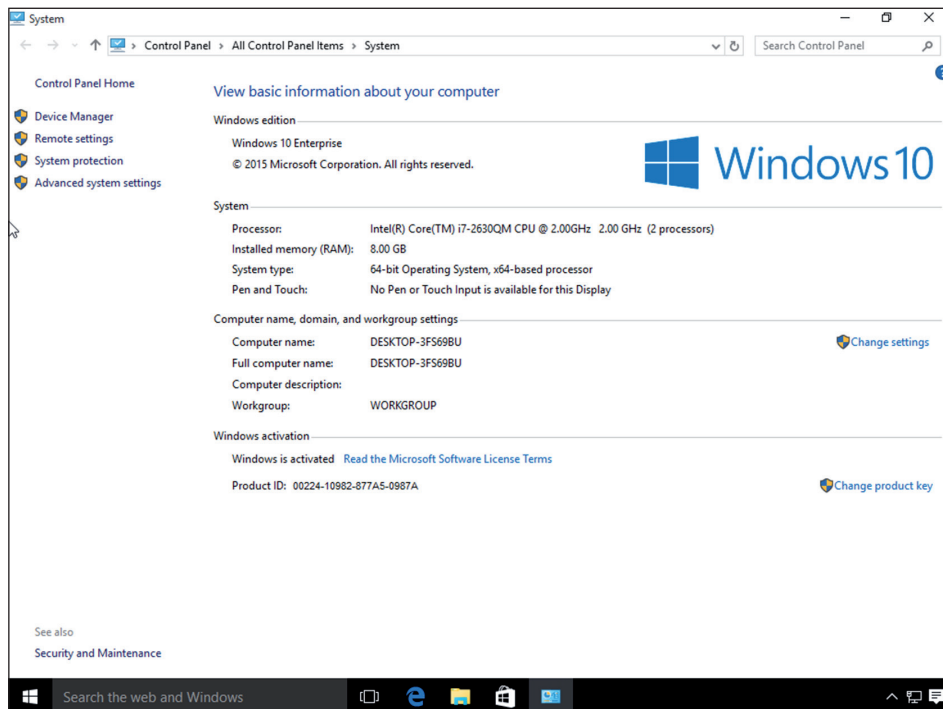 System
Control Panel > All Control Panel Items > System
Search Control Panel
Control Panel Home
Device Manager
Remote settings
System protection
Advanced system settings
View basic information about your computer
Windows edition
Windows 10 Enterprise
© 2015 Microsoft Corporation. All rights reserved.
Windows 10
System
Processor: Intel(R) Core(TM) i7-2630QM CPU @ 2.00GHz 2.00 GHz (2 processors)
Installed memory (RAM): 8.00 GB
System type: 64-bit Operating System, x64-based processor
Pen and Touch: No Pen or Touch Input is available for this Display
Computer name, domain, and workgroup settings
Computer name: DESKTOP-3FS69BU
Change settings
Full computer name: DESKTOP-3FS69BU
Computer description:
Workgroup: WORKGROUP
Windows activation
Windows is activated Read the Microsoft Software License Terms
Product ID: 00224-10982-877A5-0987A
Change product key
See also
Security and Maintenance
Search the web and Windows